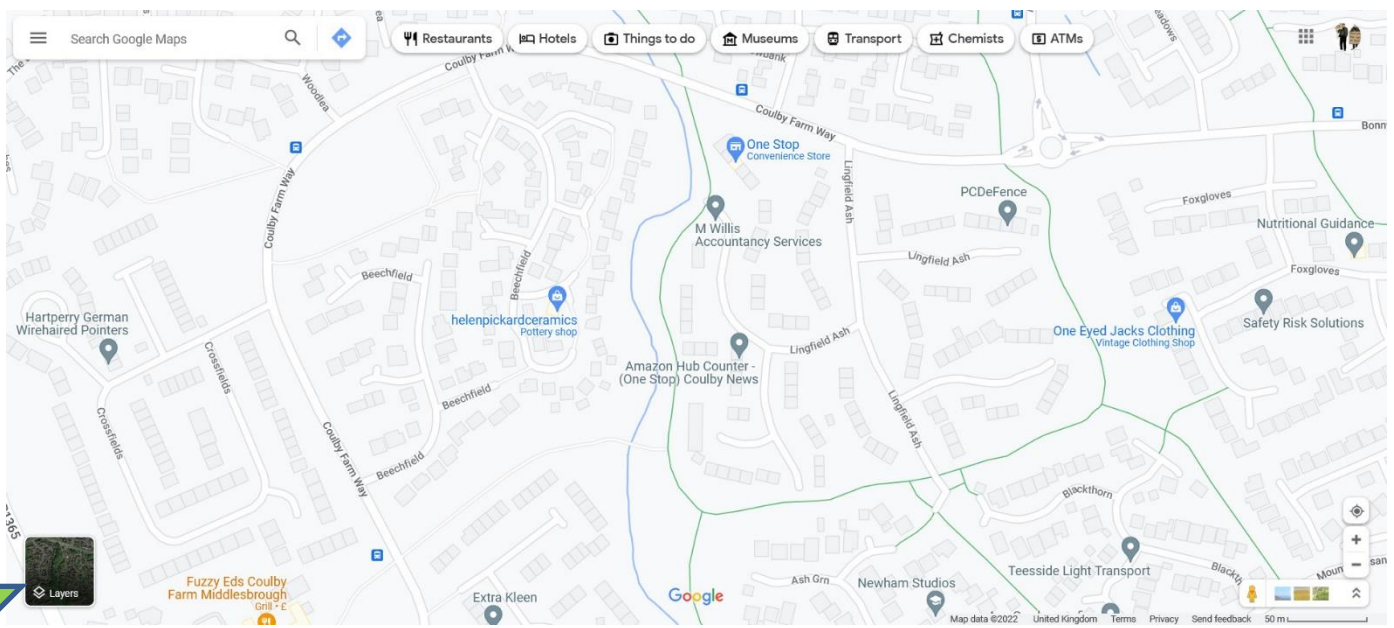 Search Google Maps
Restaurants
Hotels
Things to do
Museums
Transport
Chemists
ATMs
Woodlea
Coulby Farm Way
One Stop
Convenience Store
Lingfield Ash
PCDeFence
Foxgloves
Nutritional Guidance
Foxgloves
M Willis
Accountancy Services
Coulby Farm Way
Beechfield
Beechfield
Lingfield Ash
helenpickardceramics
Pottery shop
Hartperry German
Wirehaired Pointers
One Eyed Jacks Clothing
Vintage Clothing Shop
Safety Risk Solutions
Crossfields
Lingfield Ash
Amazon Hub Counter -
(One Stop) Coulby News
Beechfield
Lingfield Ash
Crossfields
Coulby Farm Way
Beechfield
Blackthorn
Layers
Fuzzy Eds Coulby
Farm Middlesbrough
Grill • £
Extra Kleen
Google
Ash Grn
Newham Studios
Teesside Light Transport
Map data ©2022
United Kingdom
Terms
Privacy
Send feedback
50 m